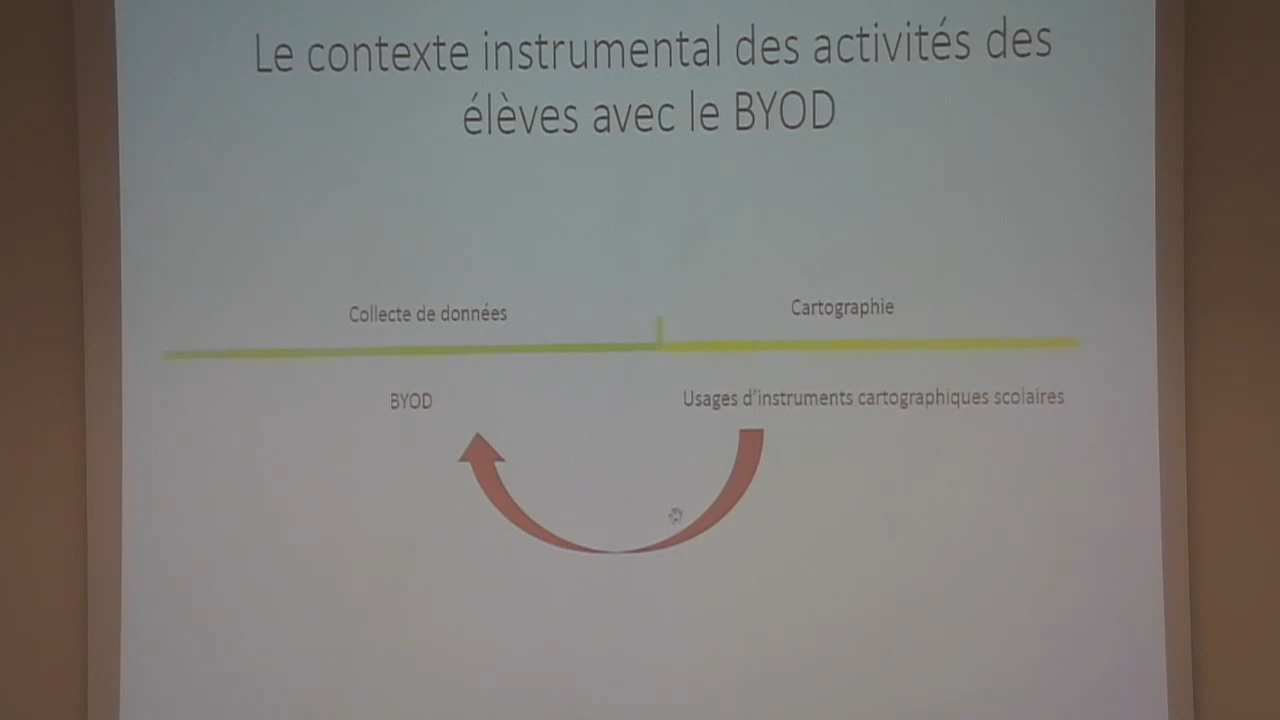 Le contexte instrumental des activités des
élèves avec le BYOD
Collecte de données
Cartographie
BYOD
Usages d'instruments cartographiques scolaires